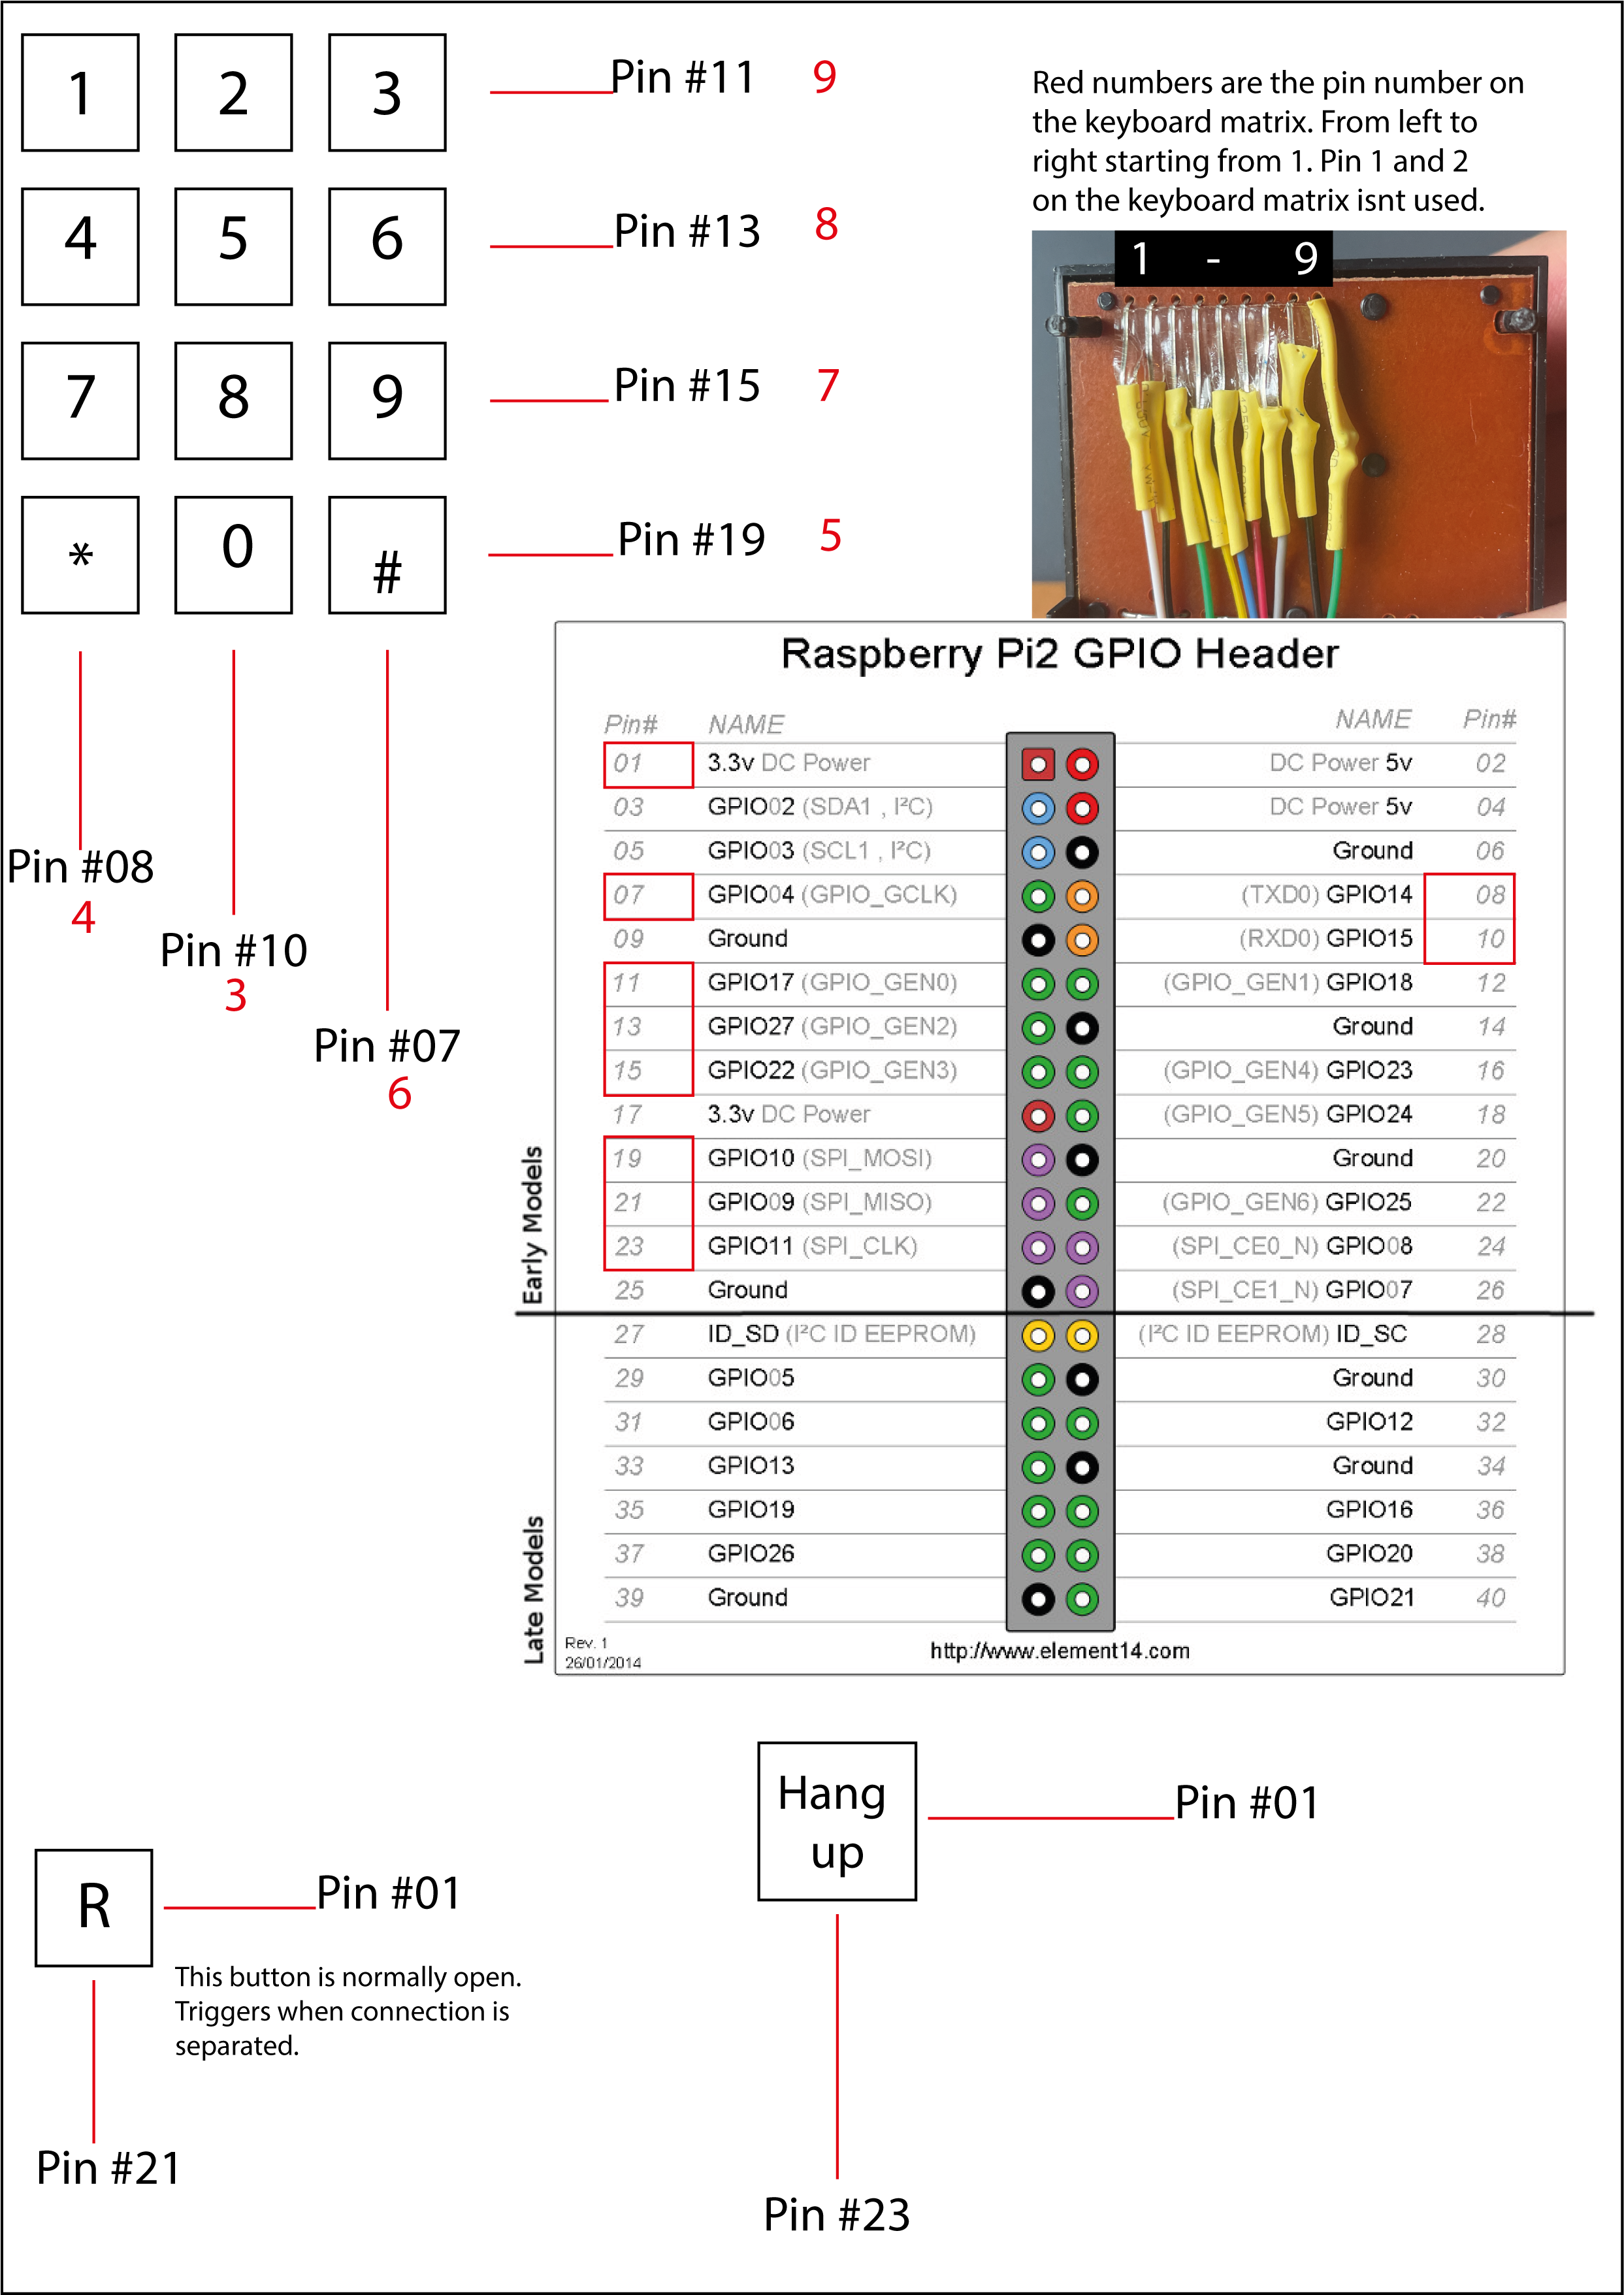 1 2 3 Pin #11 9
4 5 6 Pin #13 8
7 8 9 Pin #15 7
* 0 # Pin #19 5
Pin #08
4
Pin #10
3
Pin #07
6
Red numbers are the pin number on
the keyboard matrix. From left to
right starting from 1. Pin 1 and 2
on the keyboard matrix isnt used.
1 - 9
Raspberry Pi2 GPIO Header
Pin# NAME NAME Pin#
01 3.3v DC Power DC Power 5v 02
03 GPIO02 (SDA1 , I²C) DC Power 5v 04
05 GPIO03 (SCL1 , I²C) Ground 06
07 GPIO04 (GPIO_GCLK) (TXD0) GPIO14 08
09 Ground (RXD0) GPIO15 10
11 GPIO17 (GPIO_GEN0) (GPIO_GEN1) GPIO18 12
13 GPIO27 (GPIO_GEN2) Ground 14
15 GPIO22 (GPIO_GEN3) (GPIO_GEN4) GPIO23 16
17 3.3v DC Power (GPIO_GEN5) GPIO24 18
19 GPIO10 (SPI_MOSI) Ground 20
21 GPIO09 (SPI_MISO) (GPIO_GEN6) GPIO25 22
23 GPIO11 (SPI_CLK) (SPI_CE0_N) GPIO08 24
25 Ground (SPI_CE1_N) GPIO07 26
27 ID_SD (I²C ID EEPROM) (I²C ID EEPROM) ID_SC 28
29 GPIO05 Ground 30
31 GPIO06 GPIO12 32
33 GPIO13 Ground 34
35 GPIO19 GPIO16 36
37 GPIO26 GPIO20 38
39 Ground GPIO21 40
Early Models
Late Models
Rev. 1
26/01/2014
http://www.element14.com
Hang
up
Pin #01
Pin #23
R
Pin #01
This button is normally open.
Triggers when connection is
separated.
Pin #21